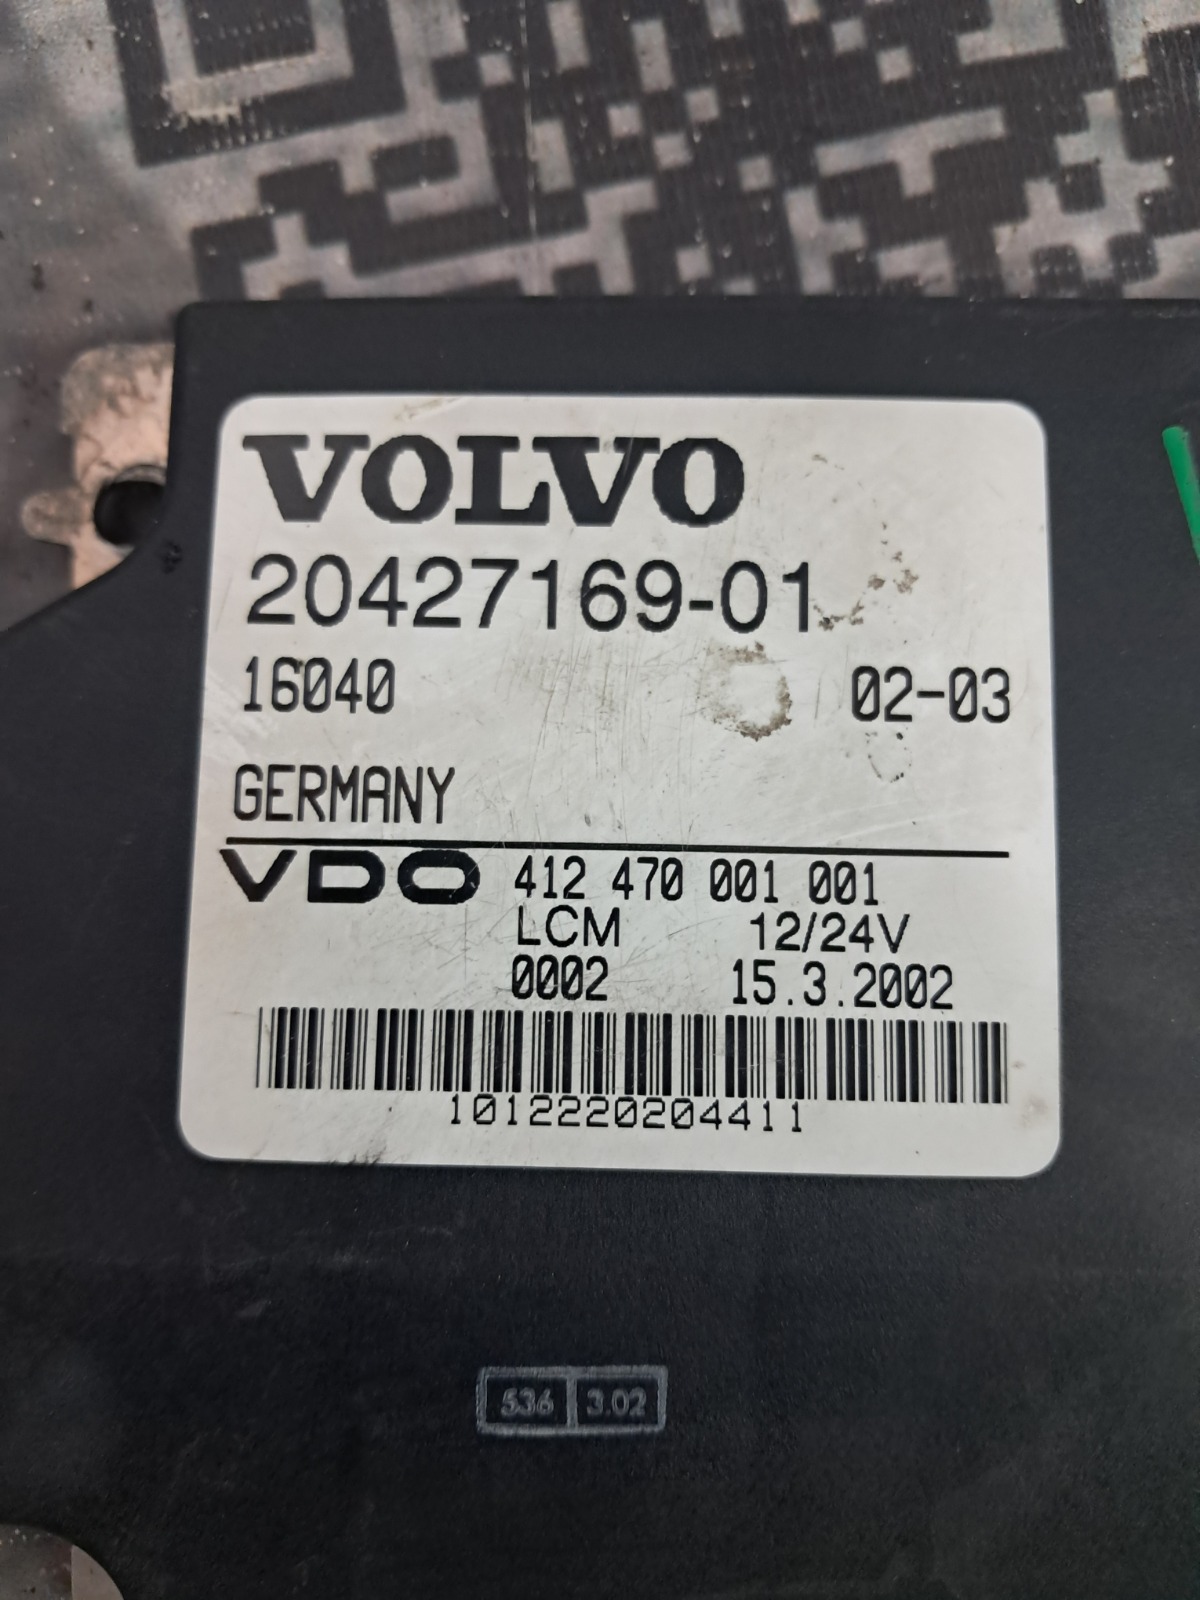 VOLVO
20427169-01
16040 02-03
GERMANY
VDO 412 470 001 001
LCM 12/24V
0002 15.3.2002
1012220204411
536 3.02